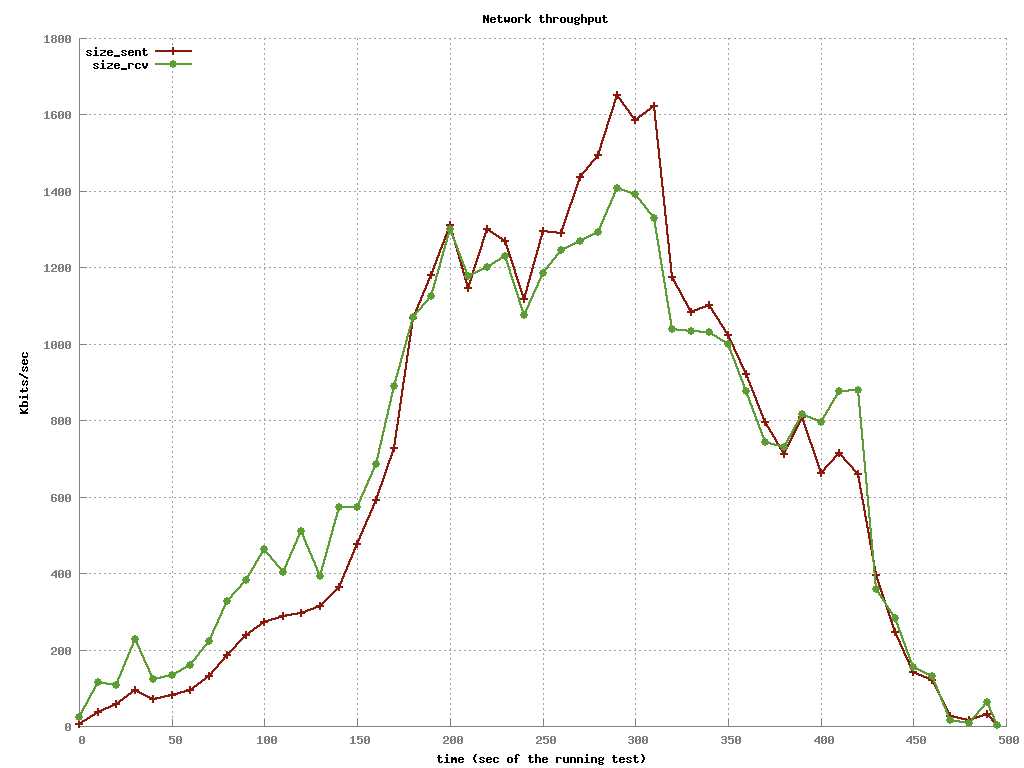 Network throughput
size_sent
size_rcv
1800
1600
1400
1200
1000
800
600
400
200
0
Kbits/sec
0 50 100 150 200 250 300 350 400 450 500
time (sec of the running test)